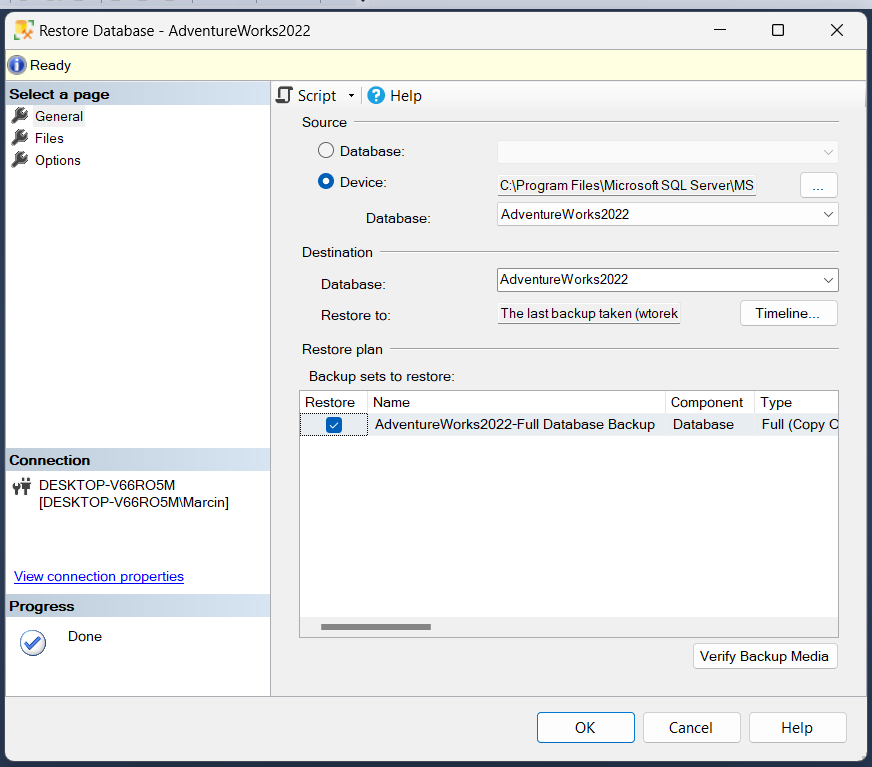 Restore Database - AdventureWorks2022
Ready
Select a page
General
Files
Options
Script
Help
Source
Database:
Device:
C:\Program Files\Microsoft SQL Server\MS
...
Database:
AdventureWorks2022
Destination
Database:
AdventureWorks2022
Restore to:
The last backup taken (wtorek
Timeline...
Restore plan
Backup sets to restore:
Restore Name Component Type
AdventureWorks2022-Full Database Backup Database Full (Copy O
Connection
DESKTOP-V66RO5M
[DESKTOP-V66RO5M\Marcin]
View connection properties
Progress
Done
Verify Backup Media
OK
Cancel
Help